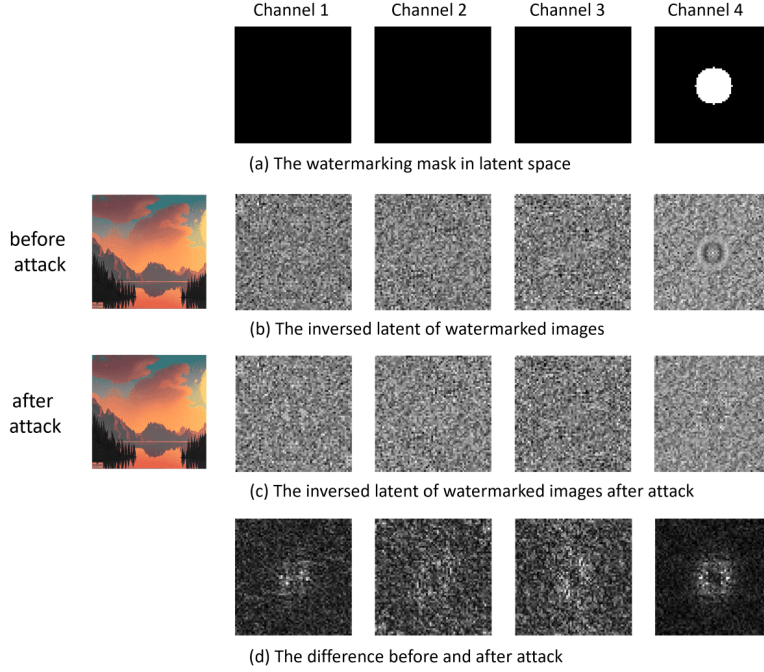 Channel 1 Channel 2 Channel 3 Channel 4
(a) The watermarking mask in latent space
before
attack
(b) The inversed latent of watermarked images
after
attack
(c) The inversed latent of watermarked images after attack
(d) The difference before and after attack